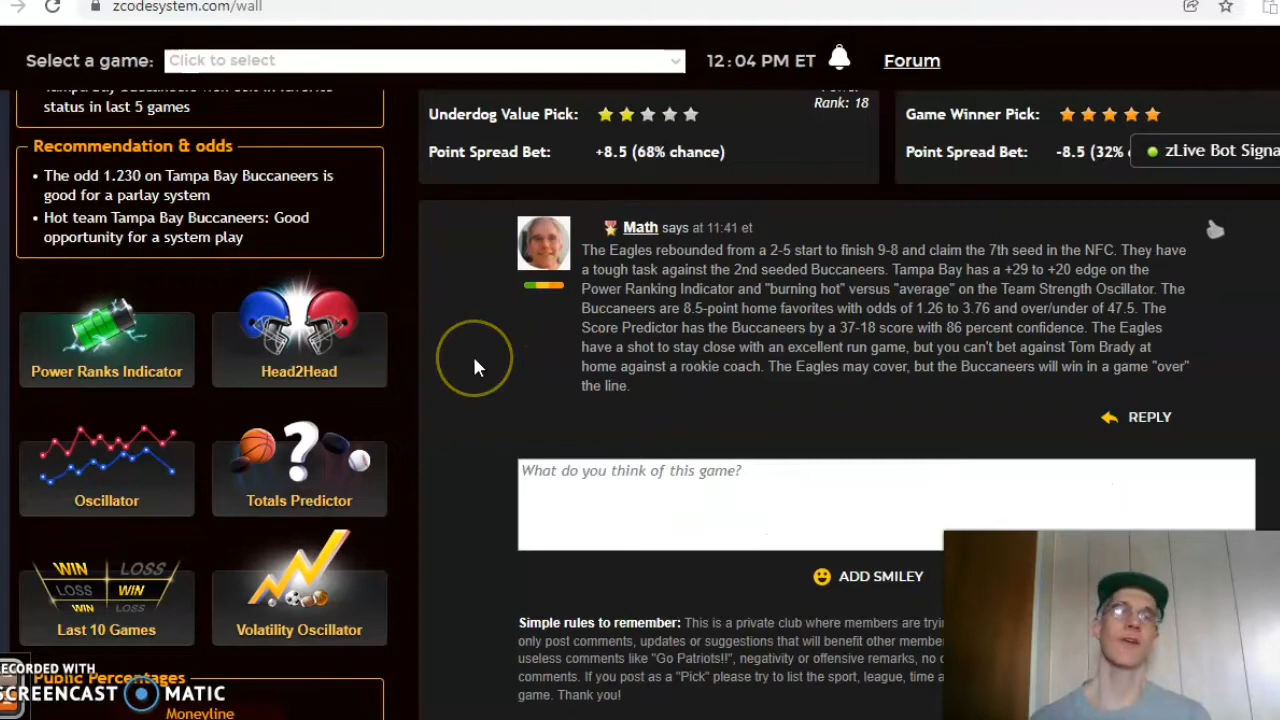 zcodesystem.com/wall
Select a game:
Click to select
12:04 PM ET
Forum
status in last 5 games
Recommendation & odds
• The odd 1.230 on Tampa Bay Buccaneers is
good for a parlay system
• Hot team Tampa Bay Buccaneers: Good
opportunity for a system play
Power Ranks Indicator
Head2Head
Oscillator
Totals Predictor
WIN LOSS
LOSS WIN
WIN LOSS
Last 10 Games
Volatility Oscillator
Public Percentages
Moneyline
RECORDED WITH
SCREENCAST MATIC
Rank: 18
Underdog Value Pick:
Point Spread Bet: +8.5 (68% chance)
Game Winner Pick:
Point Spread Bet: -8.5 (32%
zLive Bot Signa
Math says at 11:41 et
The Eagles rebounded from a 2-5 start to finish 9-8 and claim the 7th seed in the NFC. They have
a tough task against the 2nd seeded Buccaneers. Tampa Bay has a +29 to +20 edge on the
Power Ranking Indicator and "burning hot" versus "average" on the Team Strength Oscillator. The
Buccaneers are 8.5-point home favorites with odds of 1.26 to 3.76 and over/under of 47.5. The
Score Predictor has the Buccaneers by a 37-18 score with 86 percent confidence. The Eagles
have a shot to stay close with an excellent run game, but you can't bet against Tom Brady at
home against a rookie coach. The Eagles may cover, but the Buccaneers will win in a game "over"
the line.
REPLY
What do you think of this game?
ADD SMILEY
Simple rules to remember: This is a private club where members are tryi
only post comments, updates or suggestions that will benefit other membe
useless comments like "Go Patriots!!", negativity or offensive remarks, no
comments. If you post as a "Pick" please try to list the sport, league, time a
game. Thank you!